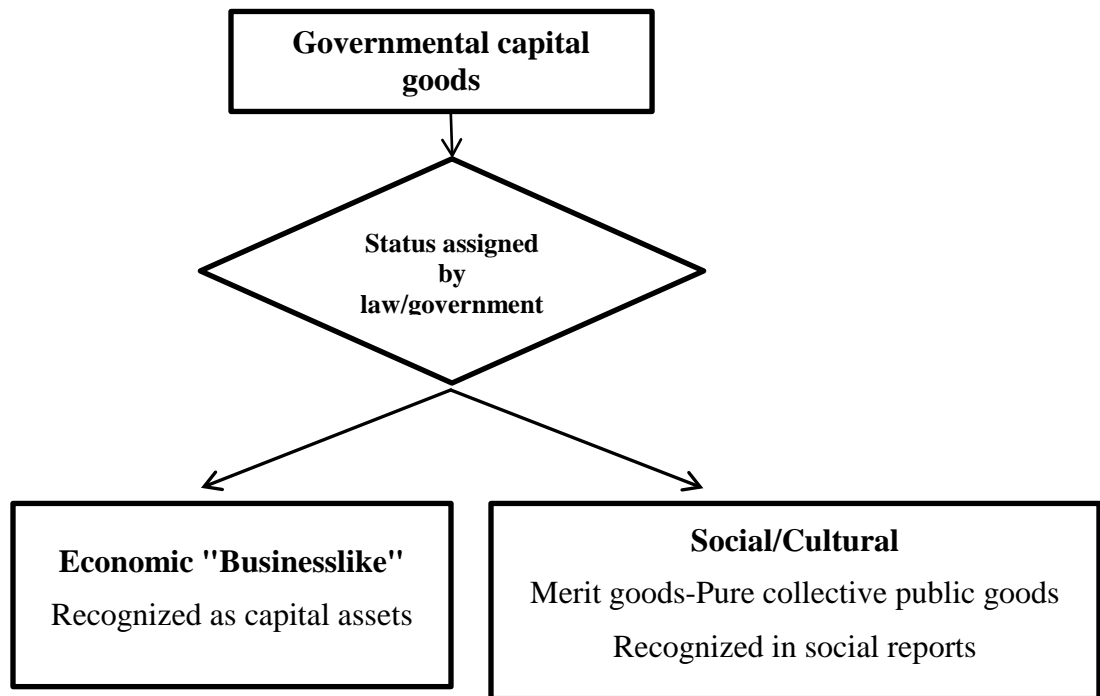 Governmental capital
goods
Status assigned
by
law/government
Economic "Businesslike"
Recognized as capital assets
Social/Cultural
Merit goods-Pure collective public goods
Recognized in social reports